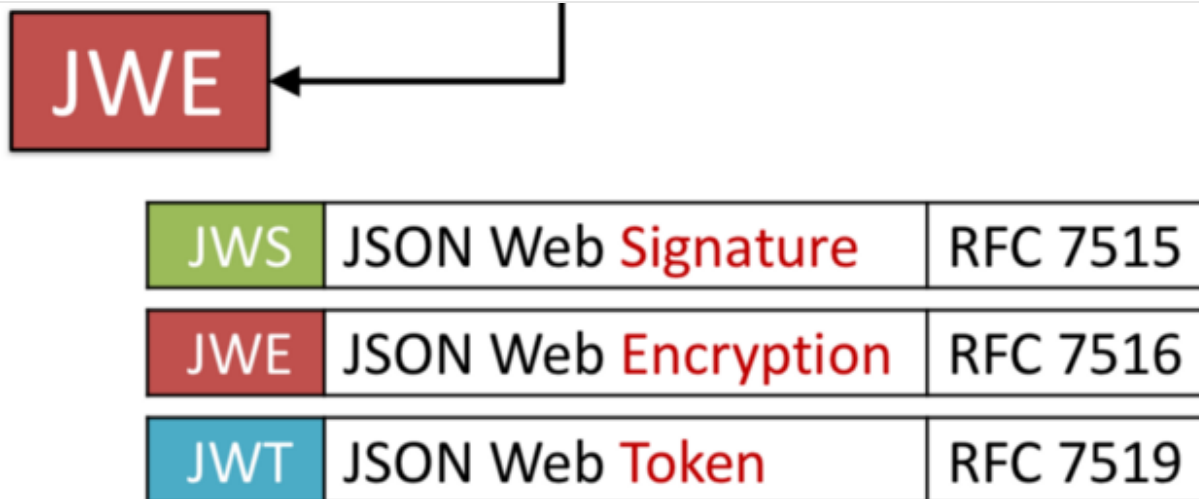 JWE
JWS JSON Web Signature RFC 7515
JWE JSON Web Encryption RFC 7516
JWT JSON Web Token RFC 7519